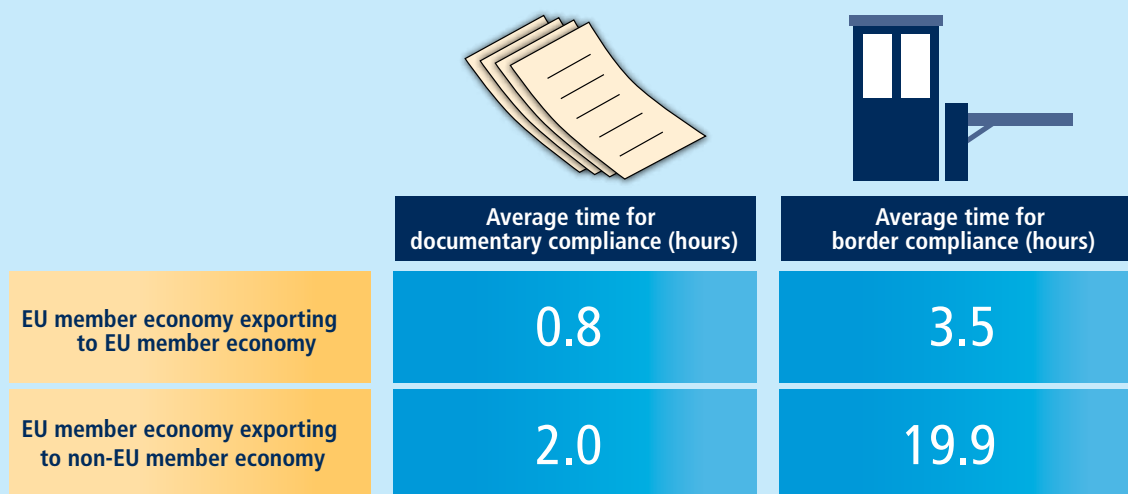 Average time for
documentary compliance (hours)
Average time for
border compliance (hours)
EU member economy exporting
to EU member economy
0.8
3.5
EU member economy exporting
to non-EU member economy
2.0
19.9